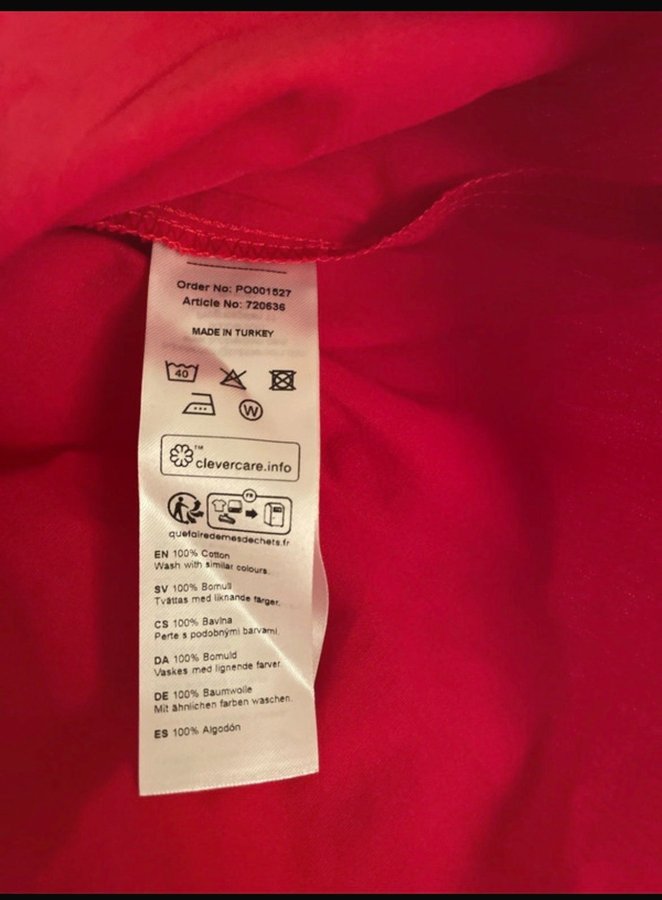 Order No: PO001527
Article No: 720636
MADE IN TURKEY
40
W
™
clevercare.info
FR
quefairedemesdechets.fr
EN 100% Cotton
Wash with similar colours.
SV 100% Bomull
Tvättas med liknande färger.
CS 100% Bavlna
Perte s podobnými barvami.
DA 100% Bomuld
Vaskes med lignende farver.
DE 100% Baumwolle
Mit ähnlichen farben waschen.
ES 100% Algodón